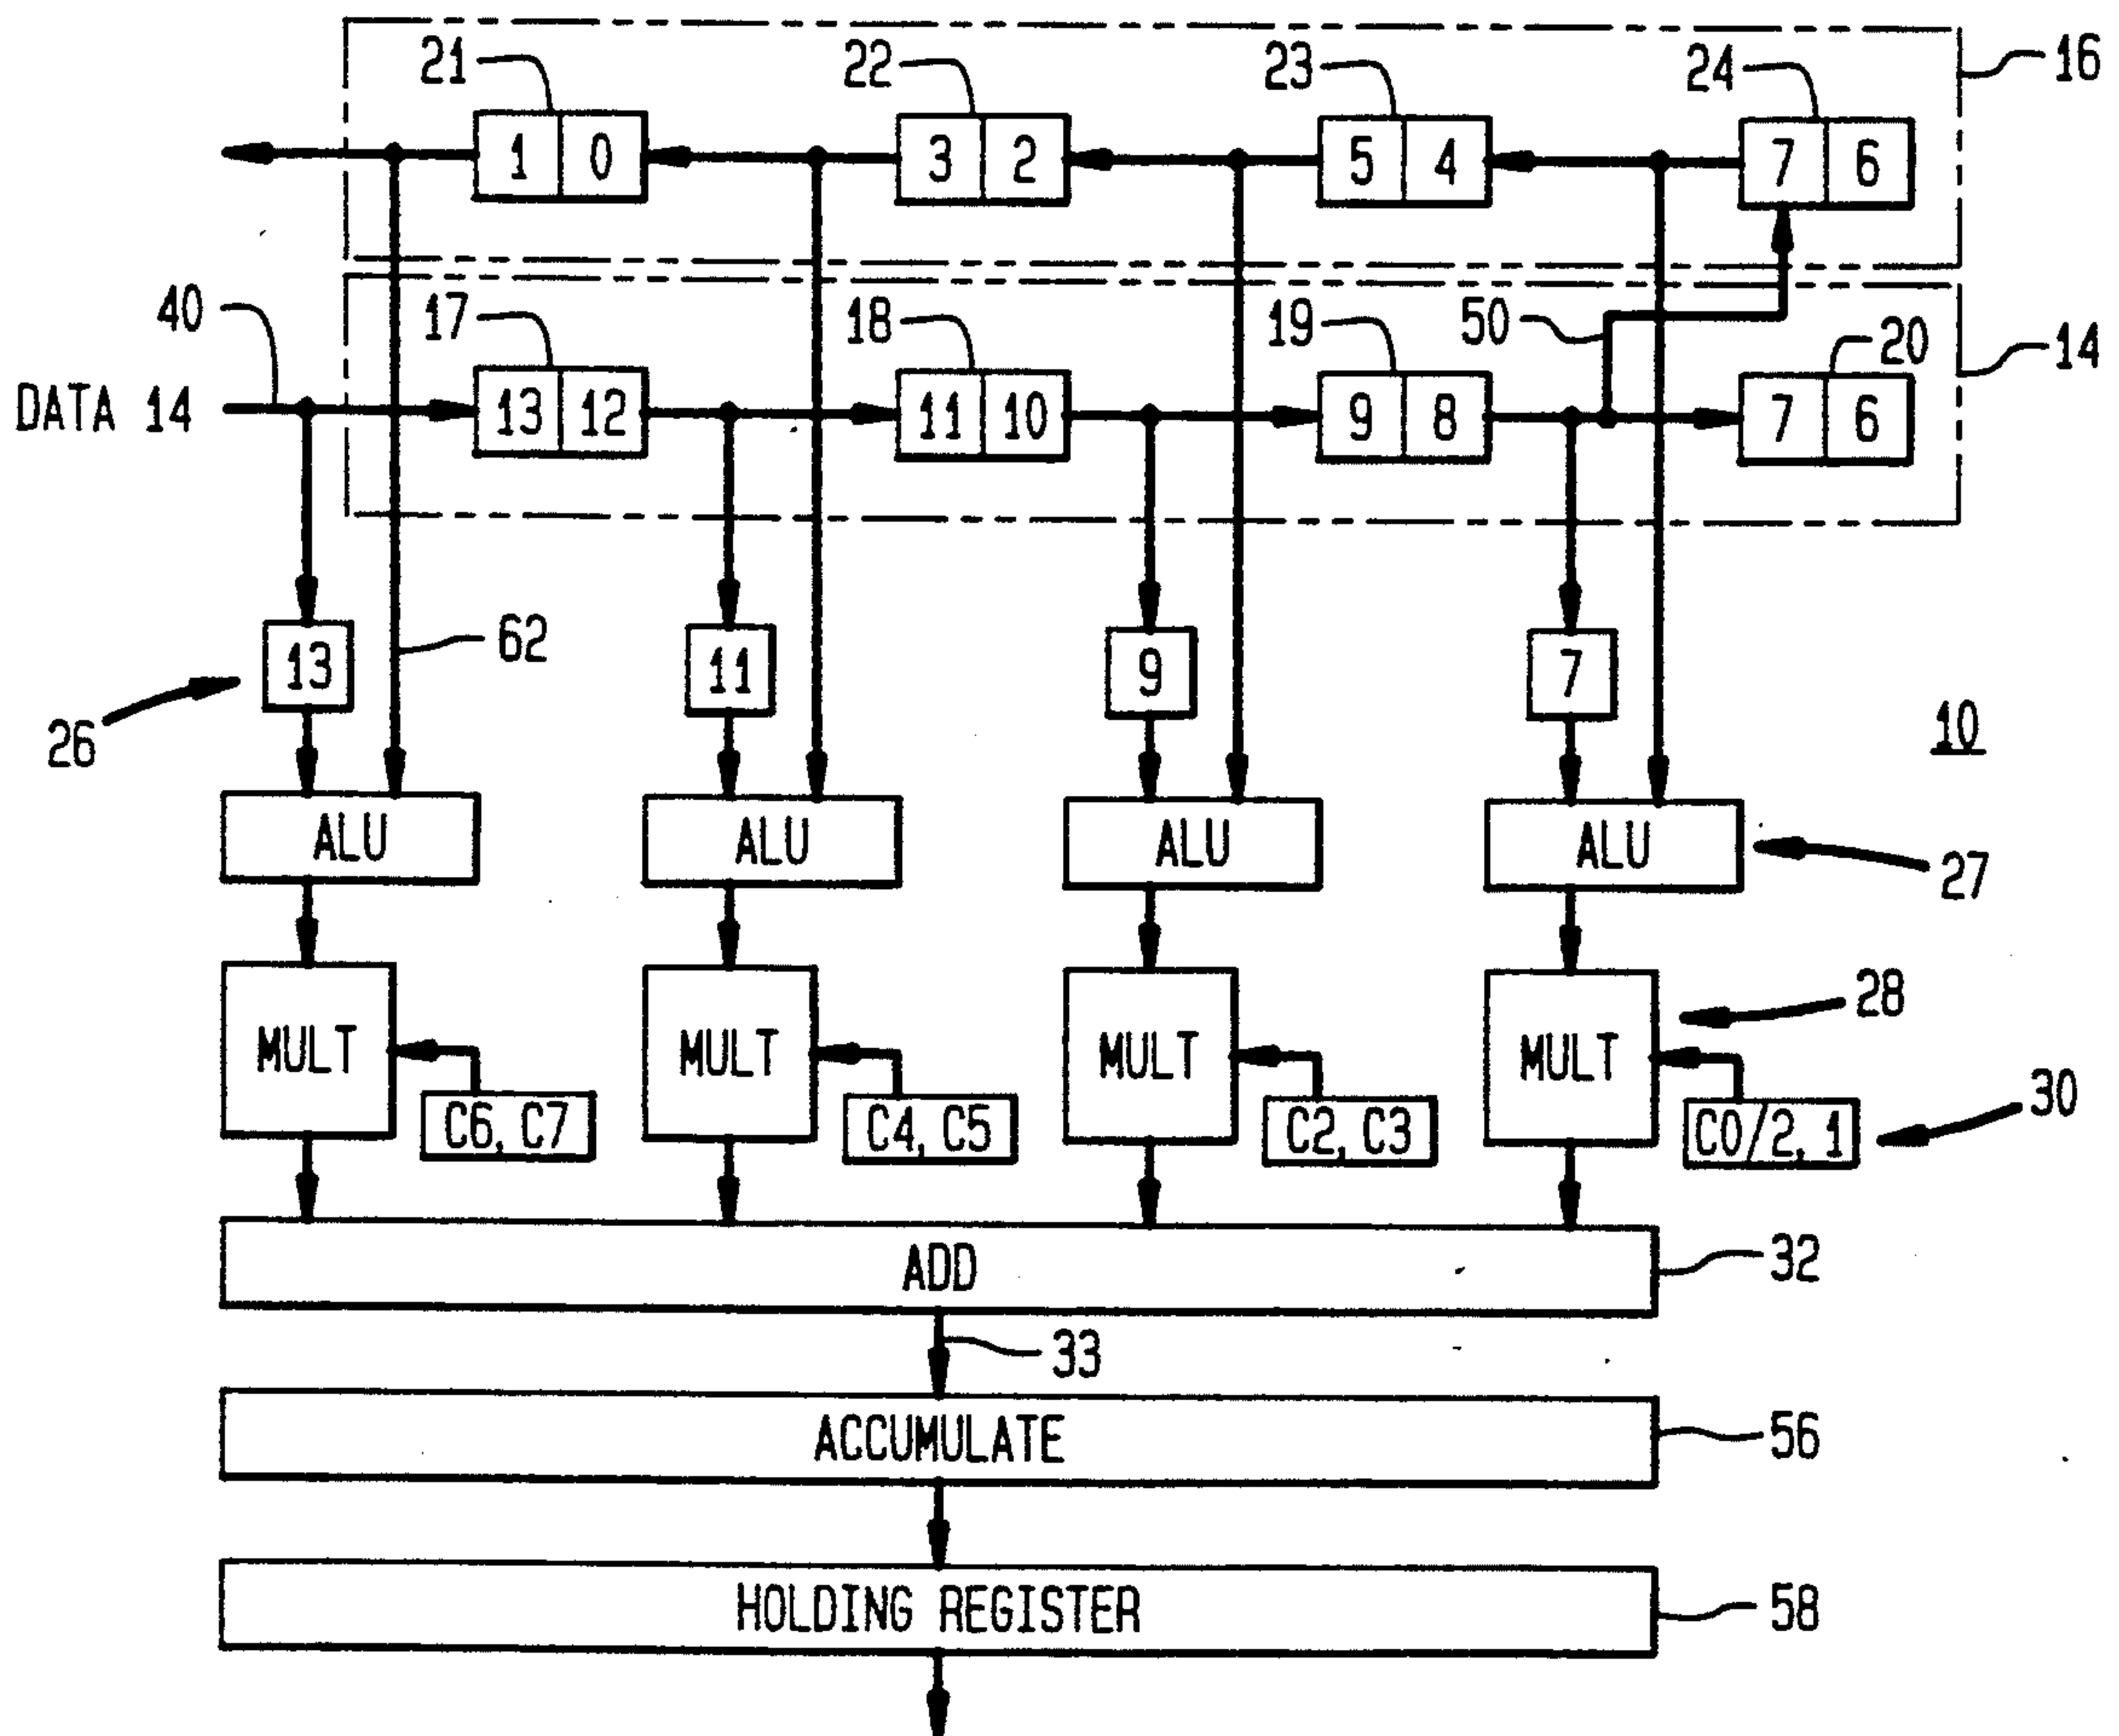 21 22 23 24 16
1 0 3 2 5 4 7 6
40 17 18 19 50 20 14
DATA 14 13 12 11 10 9 8 7 6
13 62 11 9 7
26 10
ALU ALU ALU ALU 27
MULT MULT MULT MULT 28
C6, C7 C4, C5 C2, C3 C0/2, 1 30
ADD 32
33
ACCUMULATE 56
HOLDING REGISTER 58